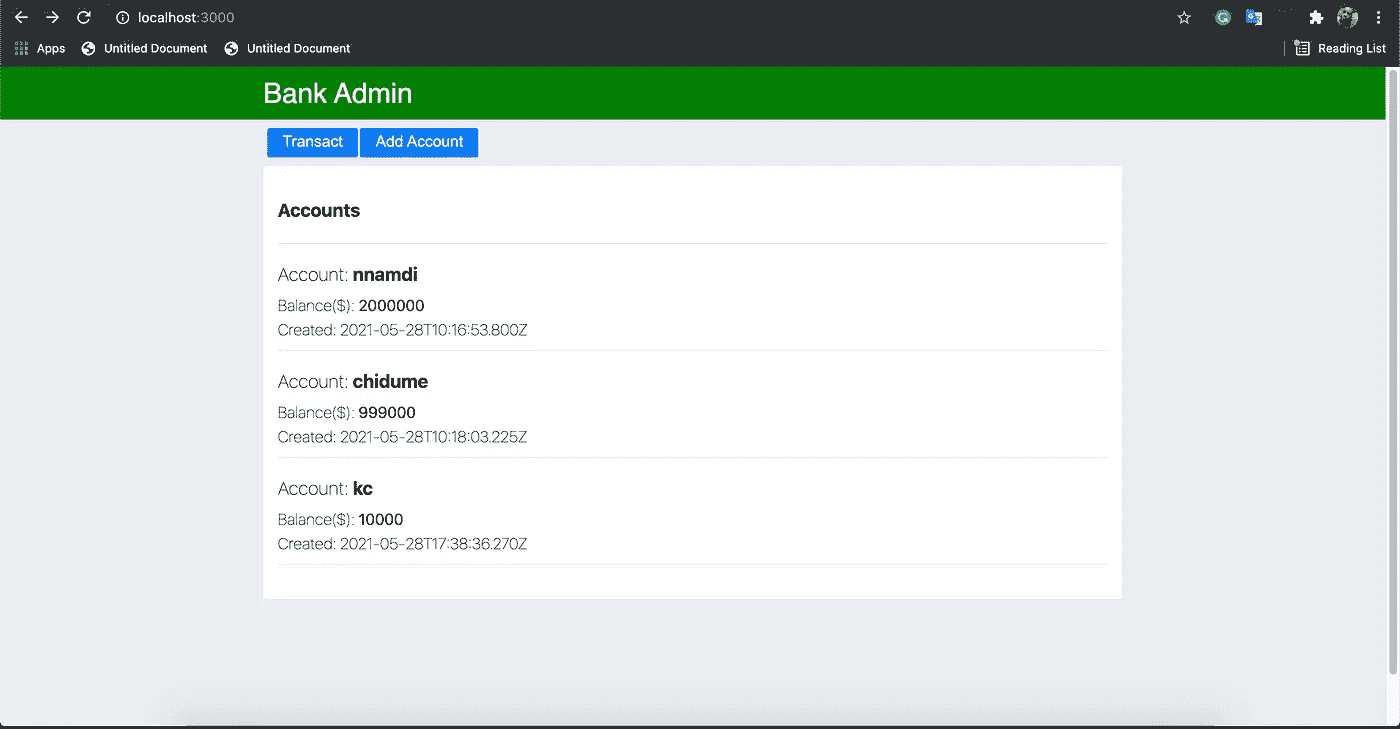 localhost:3000
Apps Untitled Document Untitled Document Reading List
Bank Admin
Transact Add Account
Accounts
Account: nnamdi
Balance($): 2000000
Created: 2021-05-28T10:16:53.800Z
Account: chidume
Balance($): 999000
Created: 2021-05-28T10:18:03.225Z
Account: kc
Balance($): 10000
Created: 2021-05-28T17:38:36.270Z